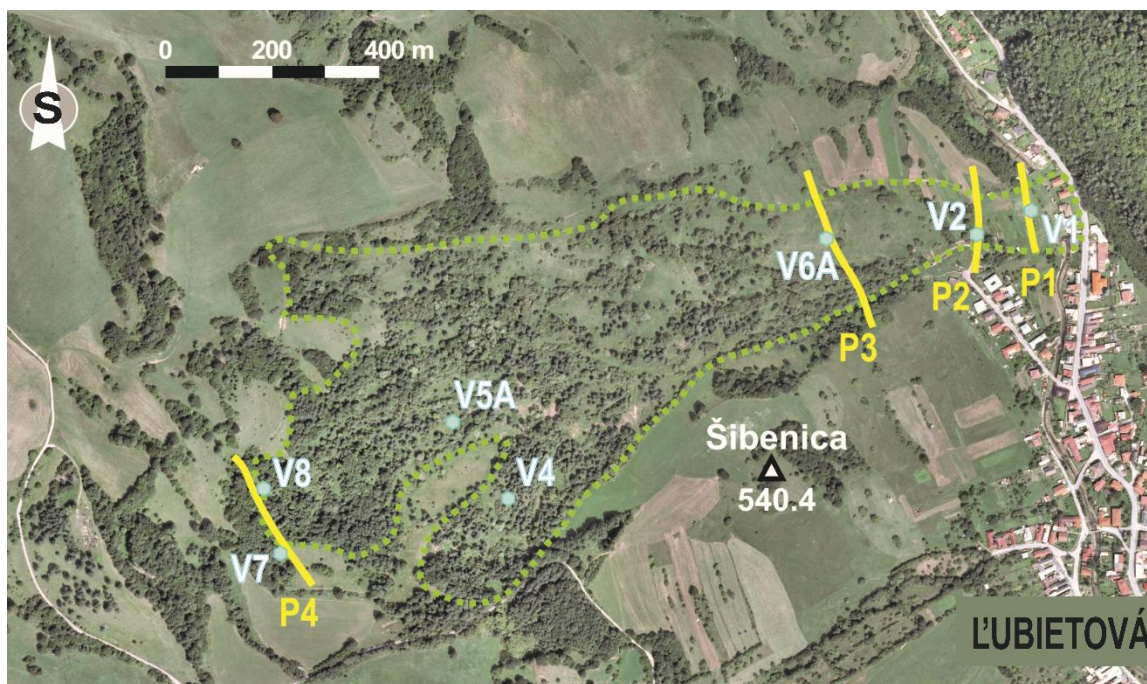 0 200 400 m
S
V2
V1
V6A
P2
P1
P3
V5A
Šibenica
V8
V4
540.4
V7
P4
ĽUBIETOVÁ